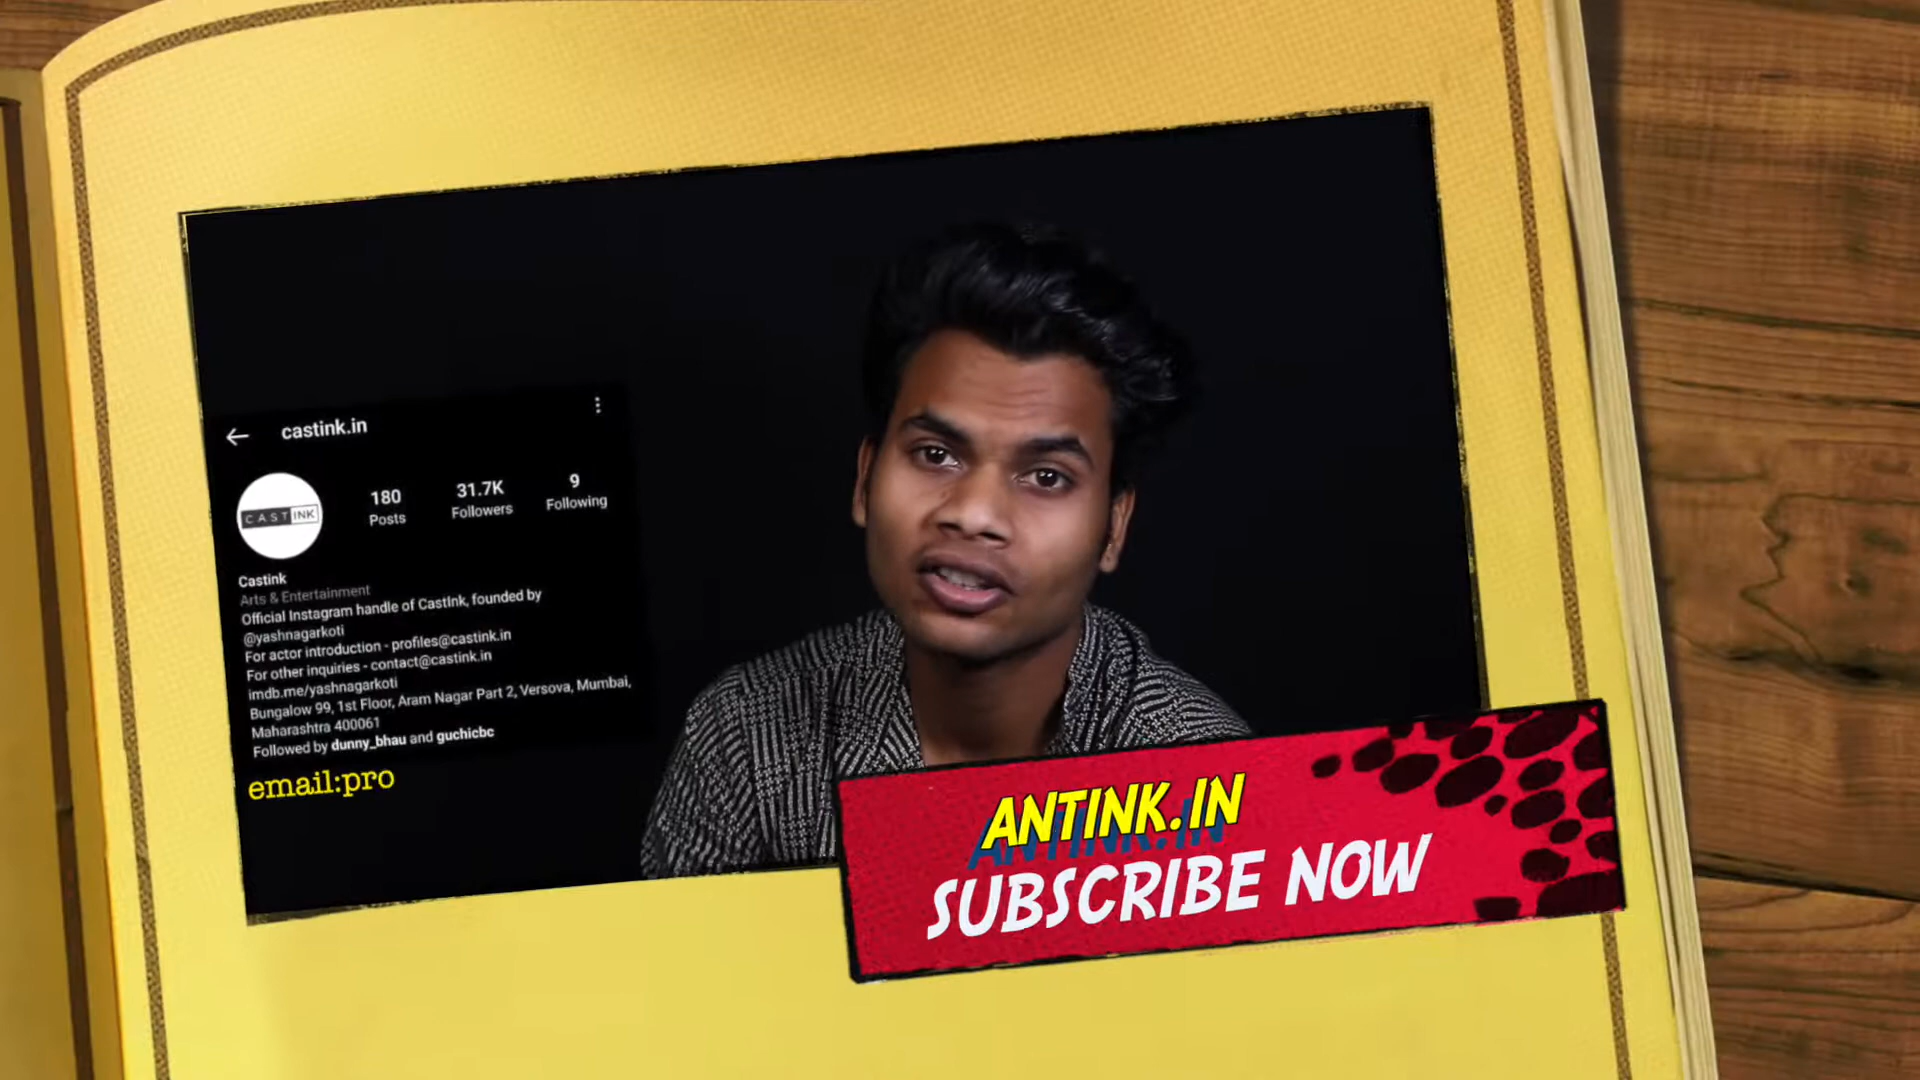 castink.in
CASTINK
180
Posts
31.7K
Followers
9
Following
Castink
Arts & Entertainment
Official Instagram handle of CastInk, founded by
@yashnagarkoti
For actor introduction - profiles@castink.in
For other inquiries - contact@castink.in
imdb.me/yashnagarkoti
Bungalow 99, 1st Floor, Aram Nagar Part 2, Versova, Mumbai,
Maharashtra 400061
Followed by dunny_bhau and guchicbc
email:pro
ANTINK.IN
SUBSCRIBE NOW